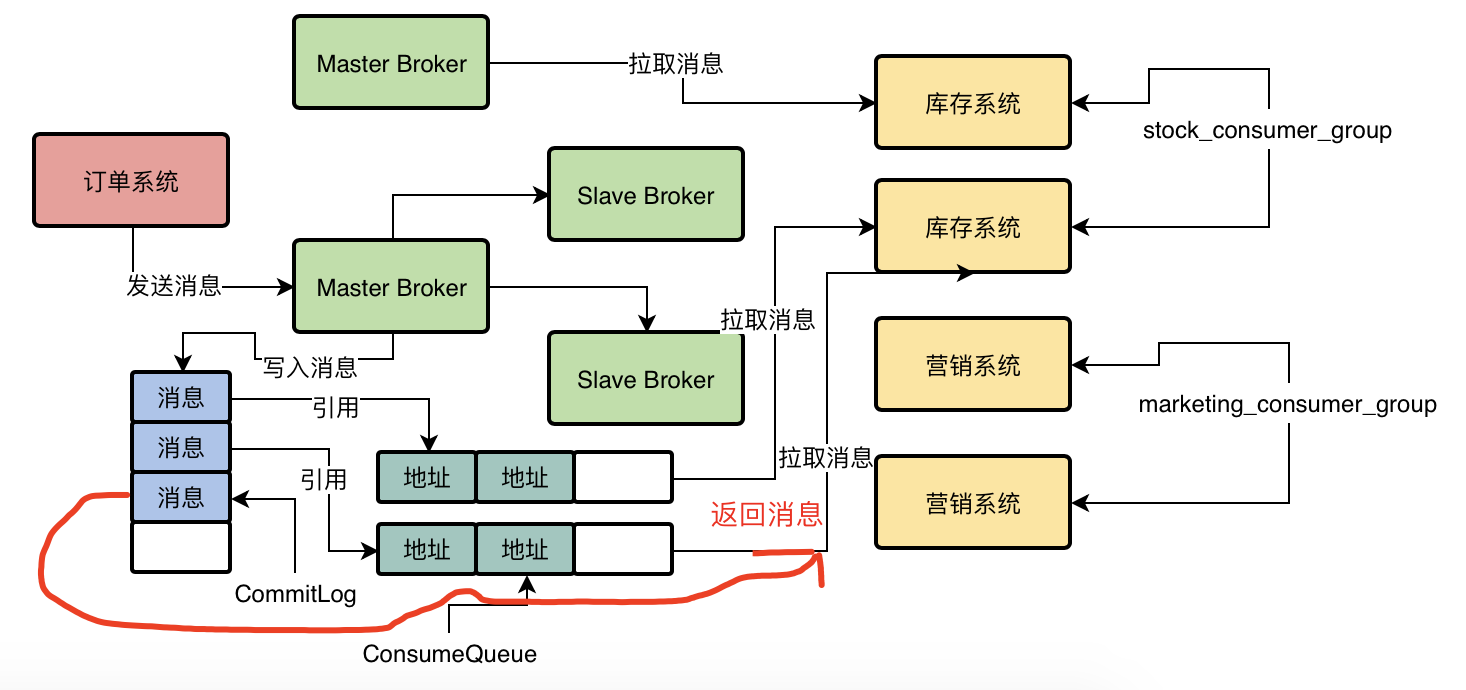 Master Broker
拉取消息
库存系统
stock_consumer_group
订单系统
Slave Broker
库存系统
发送消息
Master Broker
拉取消息
写入消息
Slave Broker
营销系统
消息
引用
marketing_consumer_group
消息
引用
地址
地址
拉取消息
营销系统
消息
返回消息
地址
地址
CommitLog
ConsumeQueue